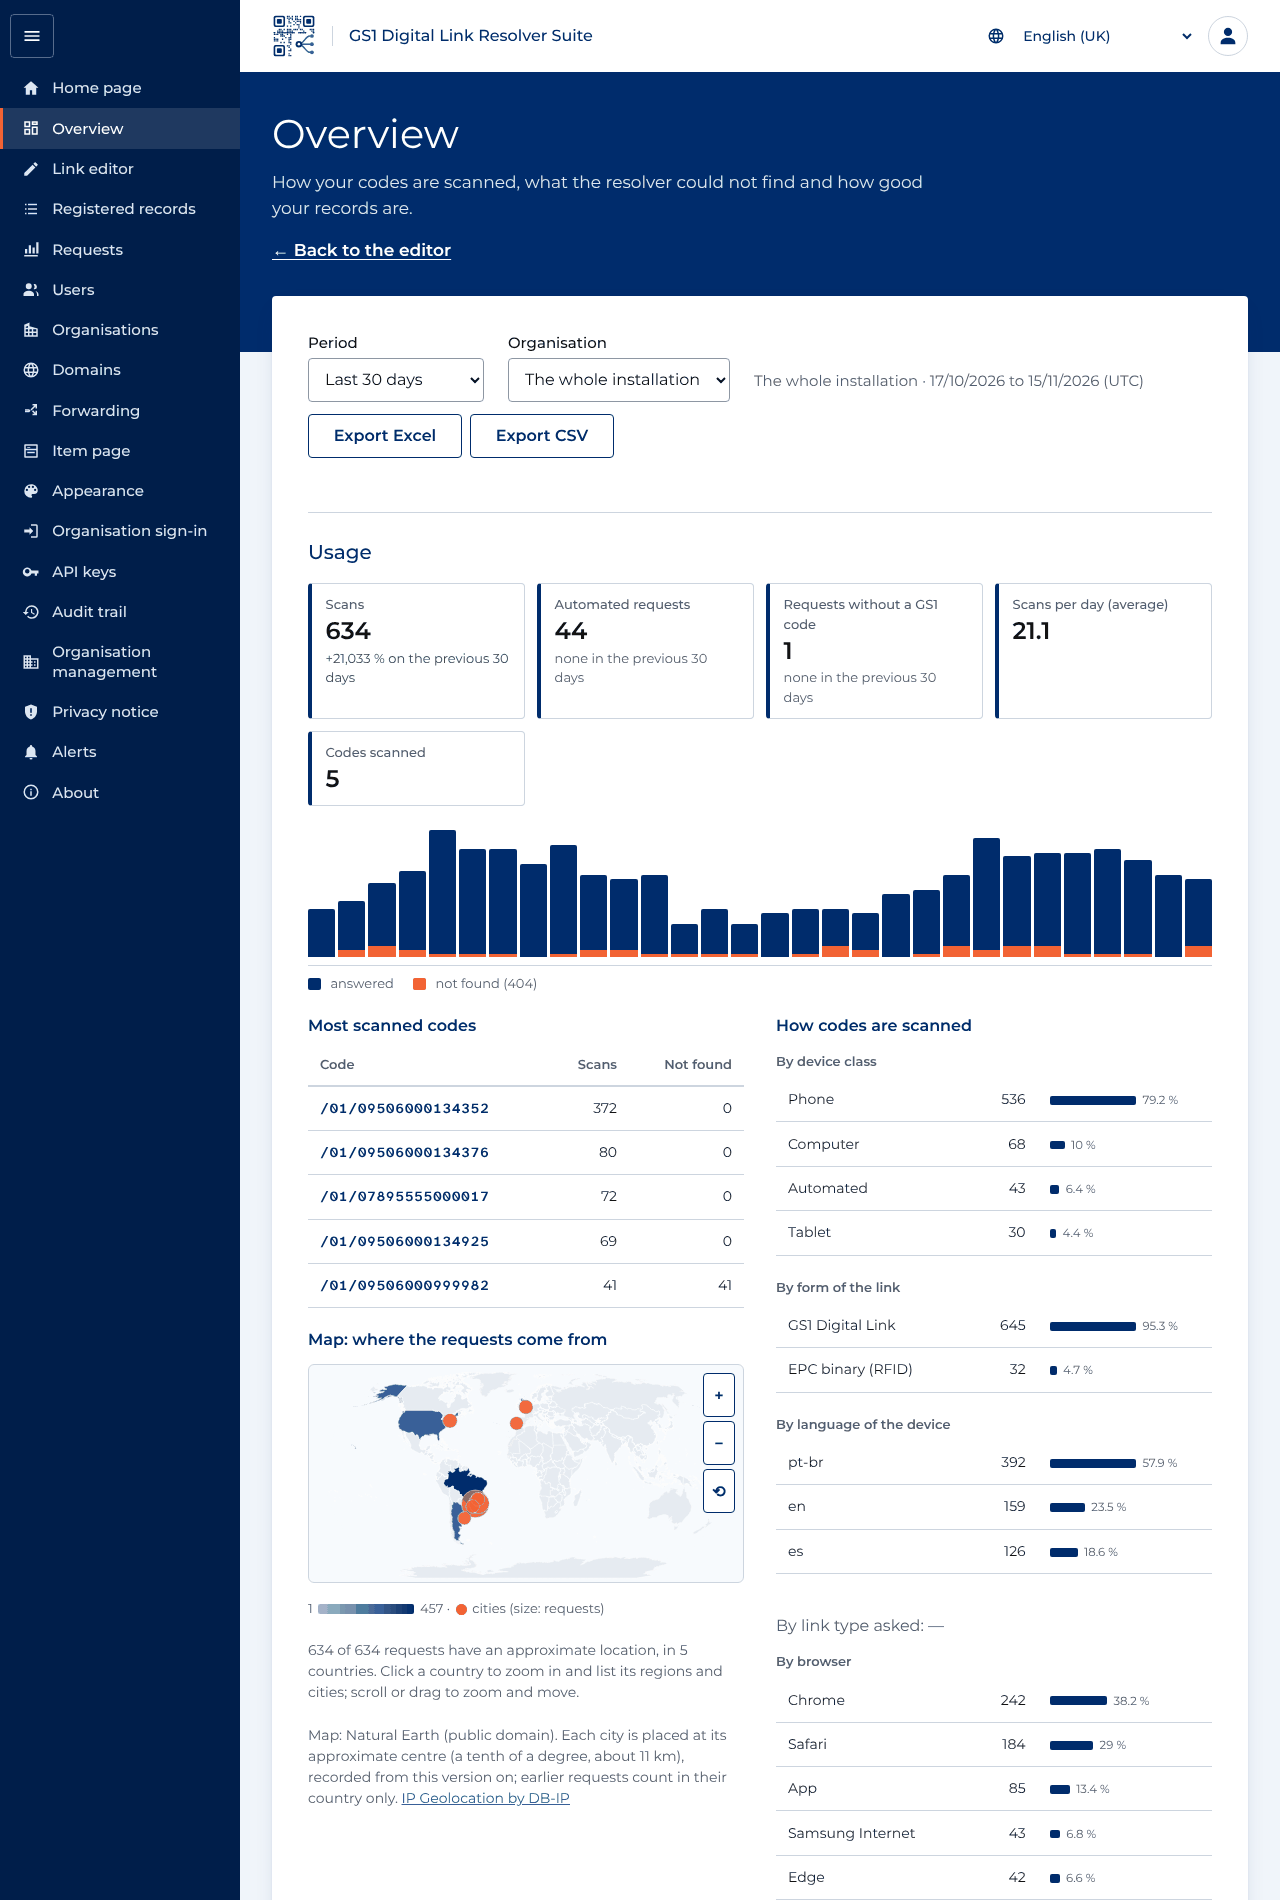 GS1 Digital Link Resolver Suite
English (UK)
Home page
Overview
Link editor
Registered records
Requests
Users
Organisations
Domains
Forwarding
Item page
Appearance
Organisation sign-in
API keys
Audit trail
Organisation
management
Privacy notice
Alerts
About
Overview
How your codes are scanned, what the resolver could not find and how good
your records are.
← Back to the editor
Period
Organisation
Last 30 days
The whole installation
The whole installation · 17/10/2026 to 15/11/2026 (UTC)
Export Excel
Export CSV
Usage
Scans
634
+21,033 % on the previous 30
days
Automated requests
44
none in the previous 30
days
Requests without a GS1
code
1
none in the previous 30
days
Scans per day (average)
21.1
Codes scanned
5
answered
not found (404)
Most scanned codes
Code Scans Not found
/01/09506000134352 372 0
/01/09506000134376 80 0
/01/07895555000017 72 0
/01/09506000134925 69 0
/01/09506000999982 41 41
Map: where the requests come from
+
−
⟲
1 457 · cities (size: requests)
634 of 634 requests have an approximate location, in 5
countries. Click a country to zoom in and list its regions and
cities; scroll or drag to zoom and move.
Map: Natural Earth (public domain). Each city is placed at its
approximate centre (a tenth of a degree, about 11 km),
recorded from this version on; earlier requests count in their
country only. IP Geolocation by DB-IP
How codes are scanned
By device class
Phone 536 79.2 %
Computer 68 10 %
Automated 43 6.4 %
Tablet 30 4.4 %
By form of the link
GS1 Digital Link 645 95.3 %
EPC binary (RFID) 32 4.7 %
By language of the device
pt-br 392 57.9 %
en 159 23.5 %
es 126 18.6 %
By link type asked: —
By browser
Chrome 242 38.2 %
Safari 184 29 %
App 85 13.4 %
Samsung Internet 43 6.8 %
Edge 42 6.6 %